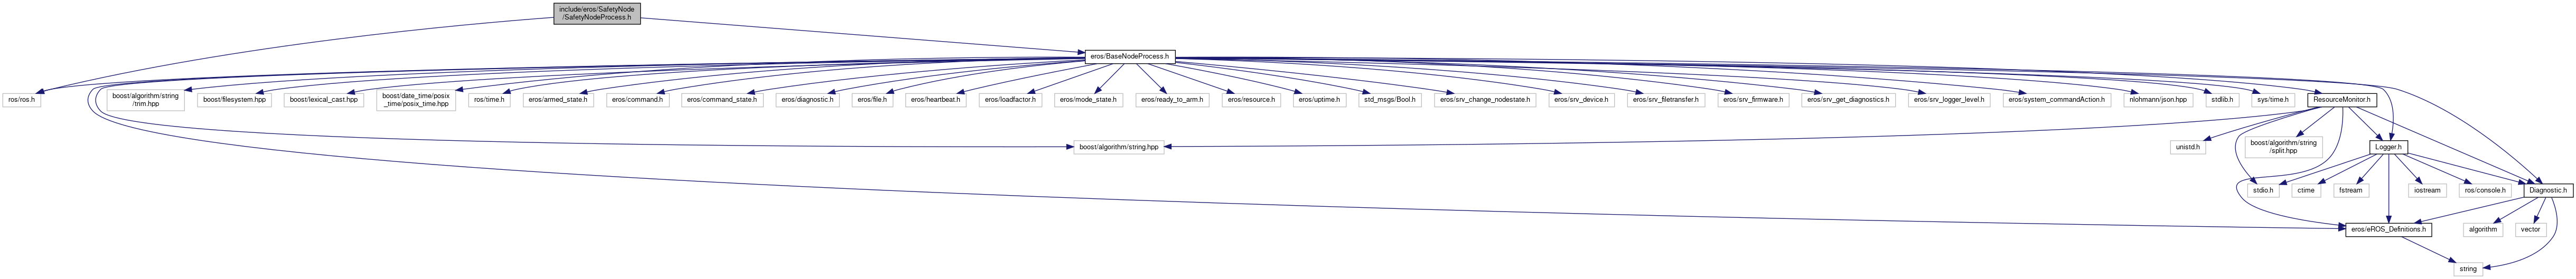 include/eros/SafetyNode
/SafetyNodeProcess.h
eros/BaseNodeProcess.h
ros/ros.h
boost/algorithm/string
/trim.hpp
boost/filesystem.hpp
boost/lexical_cast.hpp
boost/date_time/posix
_time/posix_time.hpp
ros/time.h
eros/armed_state.h
eros/command.h
eros/command_state.h
eros/diagnostic.h
eros/file.h
eros/heartbeat.h
eros/loadfactor.h
eros/mode_state.h
eros/ready_to_arm.h
eros/resource.h
eros/uptime.h
std_msgs/Bool.h
eros/srv_change_nodestate.h
eros/srv_device.h
eros/srv_filetransfer.h
eros/srv_firmware.h
eros/srv_get_diagnostics.h
eros/srv_logger_level.h
eros/system_commandAction.h
nlohmann/json.hpp
stdlib.h
sys/time.h
ResourceMonitor.h
boost/algorithm/string.hpp
unistd.h
boost/algorithm/string
/split.hpp
Logger.h
stdio.h
ctime
fstream
iostream
ros/console.h
Diagnostic.h
eros/eROS_Definitions.h
algorithm
vector
string